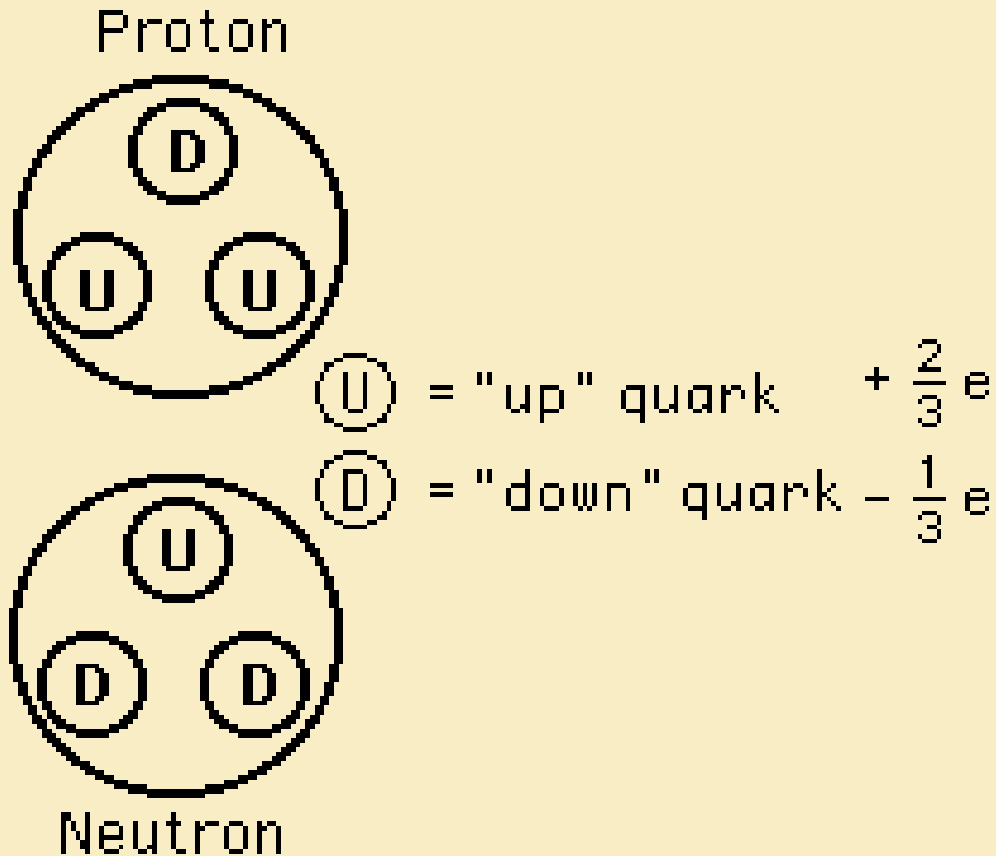 Proton
D
U U
U = "up" quark + 2/3 e
D = "down" quark - 1/3 e
U
D D
Neutron